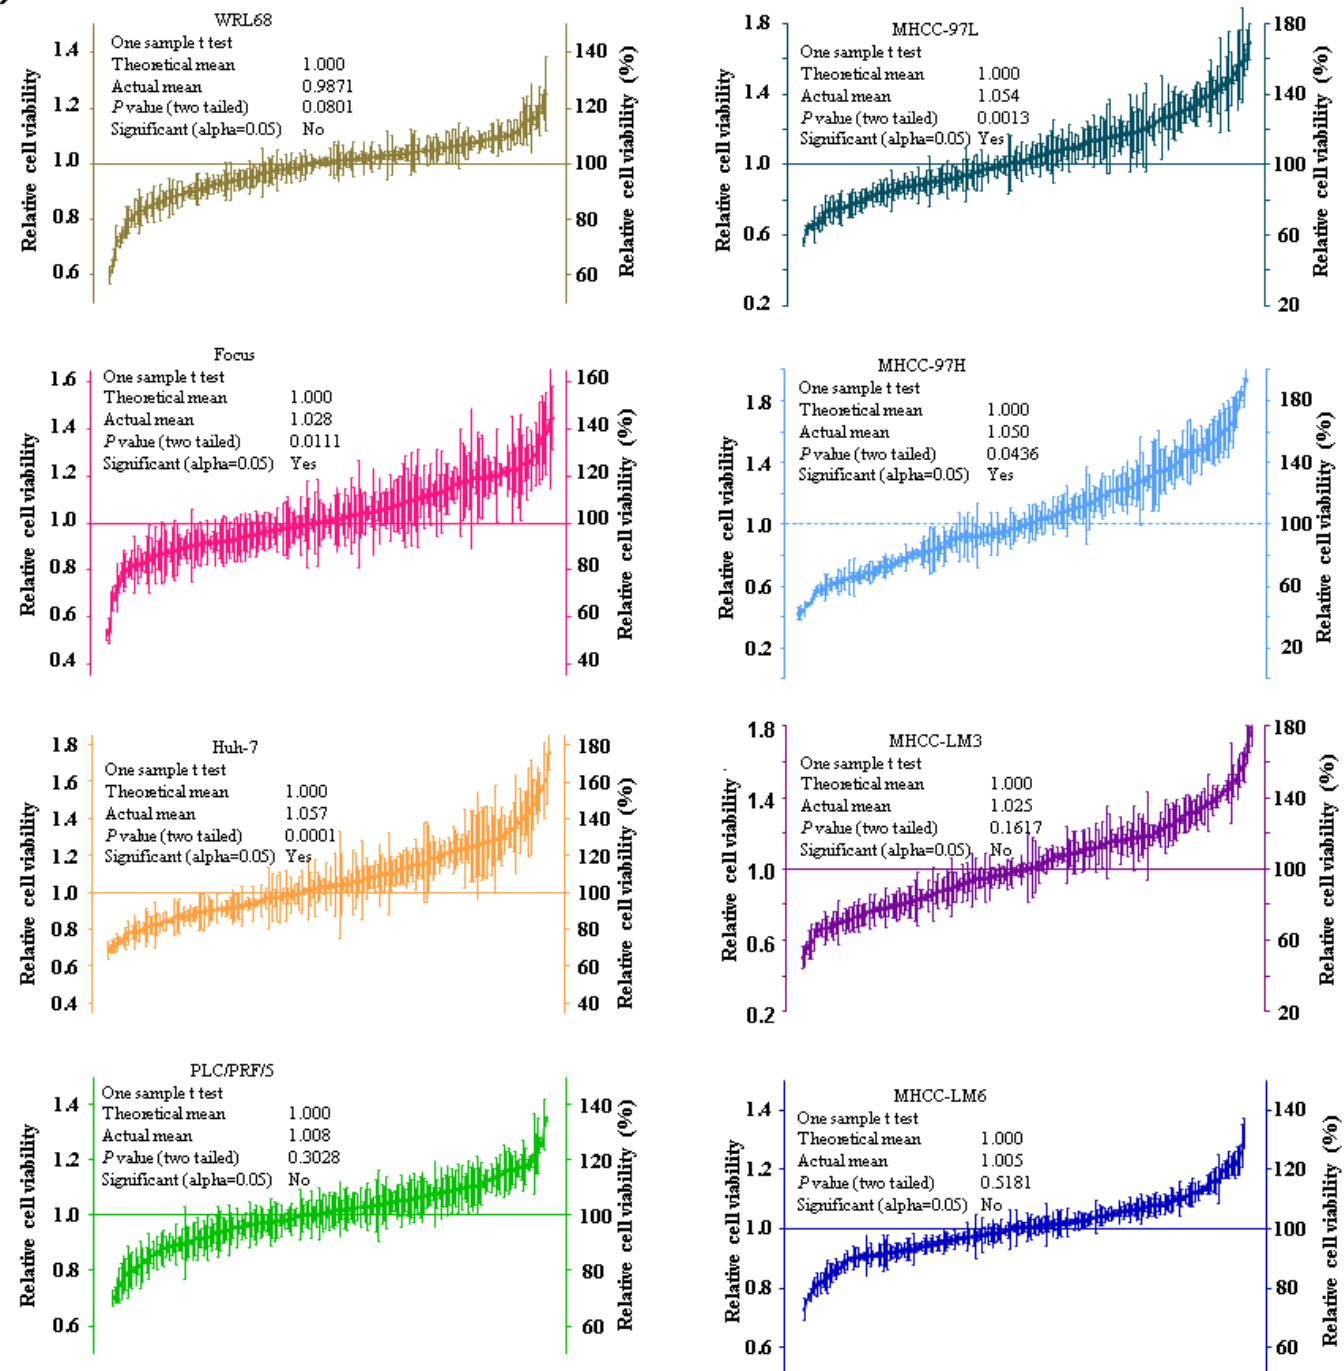 )
WRL68
One sample t test
Theoretical mean 1.000
Actual mean 0.9871
P value (two tailed) 0.0801
Significant (alpha=0.05) No
Relative cell viability
1.4
1.2
1.0
0.8
0.6
140
120
100
80
60
Relative cell viability (%)
MHCC-97L
One sample t test
Theoretical mean 1.000
Actual mean 1.054
P value (two tailed) 0.0013
Significant (alpha=0.05) Yes
Relative cell viability
1.8
1.4
1.0
0.6
0.2
180
140
100
60
20
Relative cell viability (%)
Focus
One sample t test
Theoretical mean 1.000
Actual mean 1.028
P value (two tailed) 0.0111
Significant (alpha=0.05) Yes
Relative cell viability
1.6
1.4
1.2
1.0
0.8
0.6
0.4
160
140
120
100
80
60
40
Relative cell viability (%)
MHCC-97H
One sample t test
Theoretical mean 1.000
Actual mean 1.050
P value (two tailed) 0.0436
Significant (alpha=0.05) Yes
Relative cell viability
1.8
1.4
1.0
0.6
0.2
180
140
100
60
20
Relative cell viability (%)
Huh-7
One sample t test
Theoretical mean 1.000
Actual mean 1.057
P value (two tailed) 0.0001
Significant (alpha=0.05) Yes
Relative cell viability
1.8
1.6
1.4
1.2
1.0
0.8
0.6
0.4
180
160
140
120
100
80
60
40
Relative cell viability (%)
MHCC-LM3
One sample t test
Theoretical mean 1.000
Actual mean 1.025
P value (two tailed) 0.1617
Significant (alpha=0.05) No
Relative cell viability
1.8
1.4
1.0
0.6
0.2
180
140
100
60
20
Relative cell viability (%)
PLC/PRF/5
One sample t test
Theoretical mean 1.000
Actual mean 1.008
P value (two tailed) 0.3028
Significant (alpha=0.05) No
Relative cell viability
1.4
1.2
1.0
0.8
0.6
140
120
100
80
60
Relative cell viability (%)
MHCC-LM6
One sample t test
Theoretical mean 1.000
Actual mean 1.005
P value (two tailed) 0.5181
Significant (alpha=0.05) No
Relative cell viability
1.4
1.2
1.0
0.8
0.6
140
120
100
80
60
Relative cell viability (%)